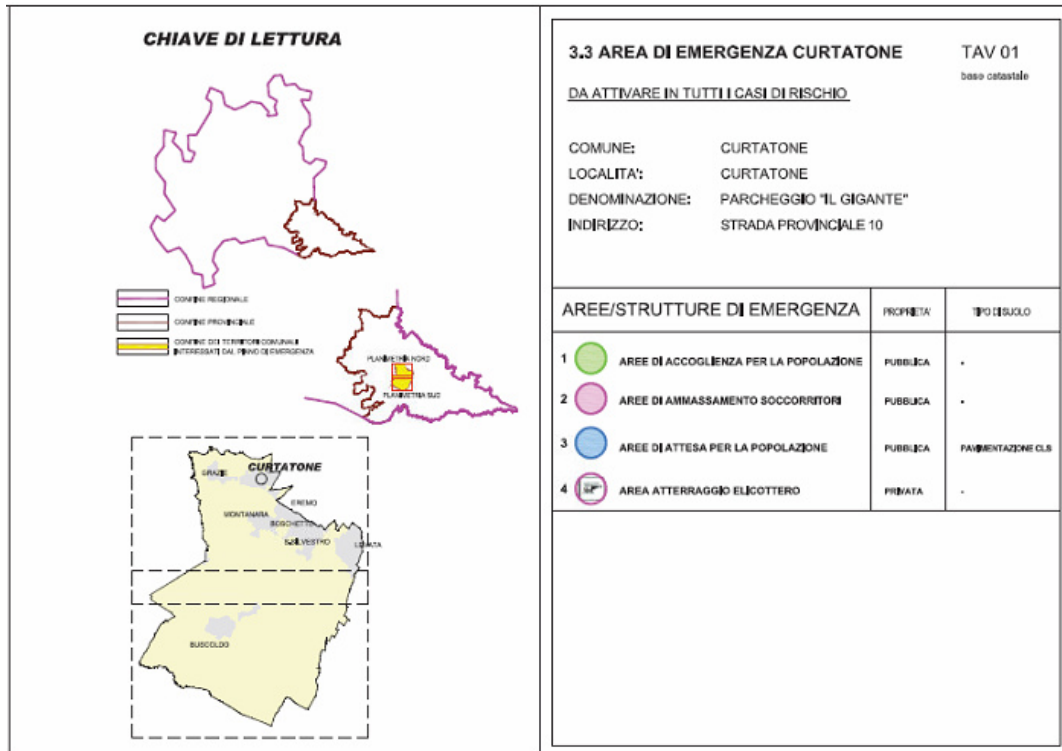 CHIAVE DI LETTURA
CONFINE REGIONALE
CONFINE PROVINCIALE
CONFINE DEI TERRITORI COMUNALI
INTERESSATI DAL PIANO DI EMERGENZA
PLANIMETRIA NORD
PLANIMETRIA SUD
CURTATONE
GRAZIE
EREMO
MONTANARA
BOSCHETTO
S.SILVESTRO
LEVATA
BUSCOLDO
3.3 AREA DI EMERGENZA CURTATONE TAV 01
base catastale
DA ATTIVARE IN TUTTI I CASI DI RISCHIO
COMUNE: CURTATONE
LOCALITA': CURTATONE
DENOMINAZIONE: PARCHEGGIO "IL GIGANTE"
INDIRIZZO: STRADA PROVINCIALE 10
AREE/STRUTTURE DI EMERGENZA PROPRIETA' TIPO DI SUOLO
1 AREE DI ACCOGLIENZA PER LA POPOLAZIONE PUBBLICA -
2 AREE DI AMMASSAMENTO SOCCORRITORI PUBBLICA -
3 AREE DI ATTESA PER LA POPOLAZIONE PUBBLICA PAVIMENTAZIONE CLS
4 AREA ATTERRAGGIO ELICOTTERO PRIVATA -